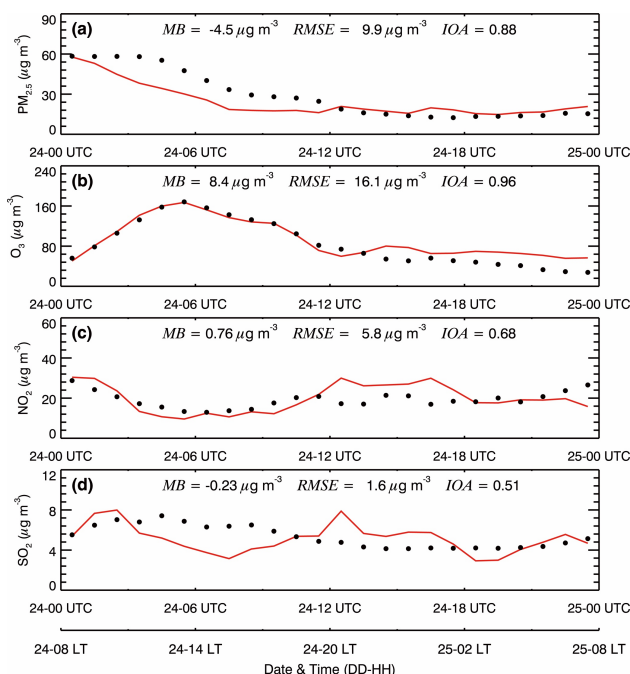 (a) MB = -4.5 µg m-3 RMSE = 9.9 µg m-3 IOA = 0.88
90
60
30
0
PM2.5 (µg m-3)
24-00 UTC 24-06 UTC 24-12 UTC 24-18 UTC 25-00 UTC
(b) MB = 8.4 µg m-3 RMSE = 16.1 µg m-3 IOA = 0.96
240
160
80
0
O3 (µg m-3)
24-00 UTC 24-06 UTC 24-12 UTC 24-18 UTC 25-00 UTC
(c) MB = 0.76 µg m-3 RMSE = 5.8 µg m-3 IOA = 0.68
60
40
20
0
NO2 (µg m-3)
24-00 UTC 24-06 UTC 24-12 UTC 24-18 UTC 25-00 UTC
(d) MB = -0.23 µg m-3 RMSE = 1.6 µg m-3 IOA = 0.51
12
8
4
0
SO2 (µg m-3)
24-00 UTC 24-06 UTC 24-12 UTC 24-18 UTC 25-00 UTC
24-08 LT 24-14 LT 24-20 LT 25-02 LT 25-08 LT
Date & Time (DD-HH)